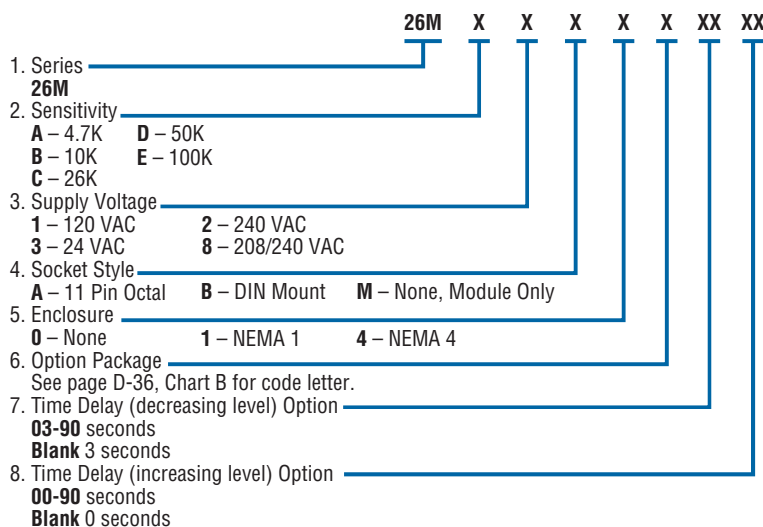 26M X X X X X XX XX
1. Series
26M
2. Sensitivity
A – 4.7K D – 50K
B – 10K E – 100K
C – 26K
3. Supply Voltage
1 – 120 VAC 2 – 240 VAC
3 – 24 VAC 8 – 208/240 VAC
4. Socket Style
A – 11 Pin Octal B – DIN Mount M – None, Module Only
5. Enclosure
0 – None 1 – NEMA 1 4 – NEMA 4
6. Option Package
See page D-36, Chart B for code letter.
7. Time Delay (decreasing level) Option
03-90 seconds
Blank 3 seconds
8. Time Delay (increasing level) Option
00-90 seconds
Blank 0 seconds